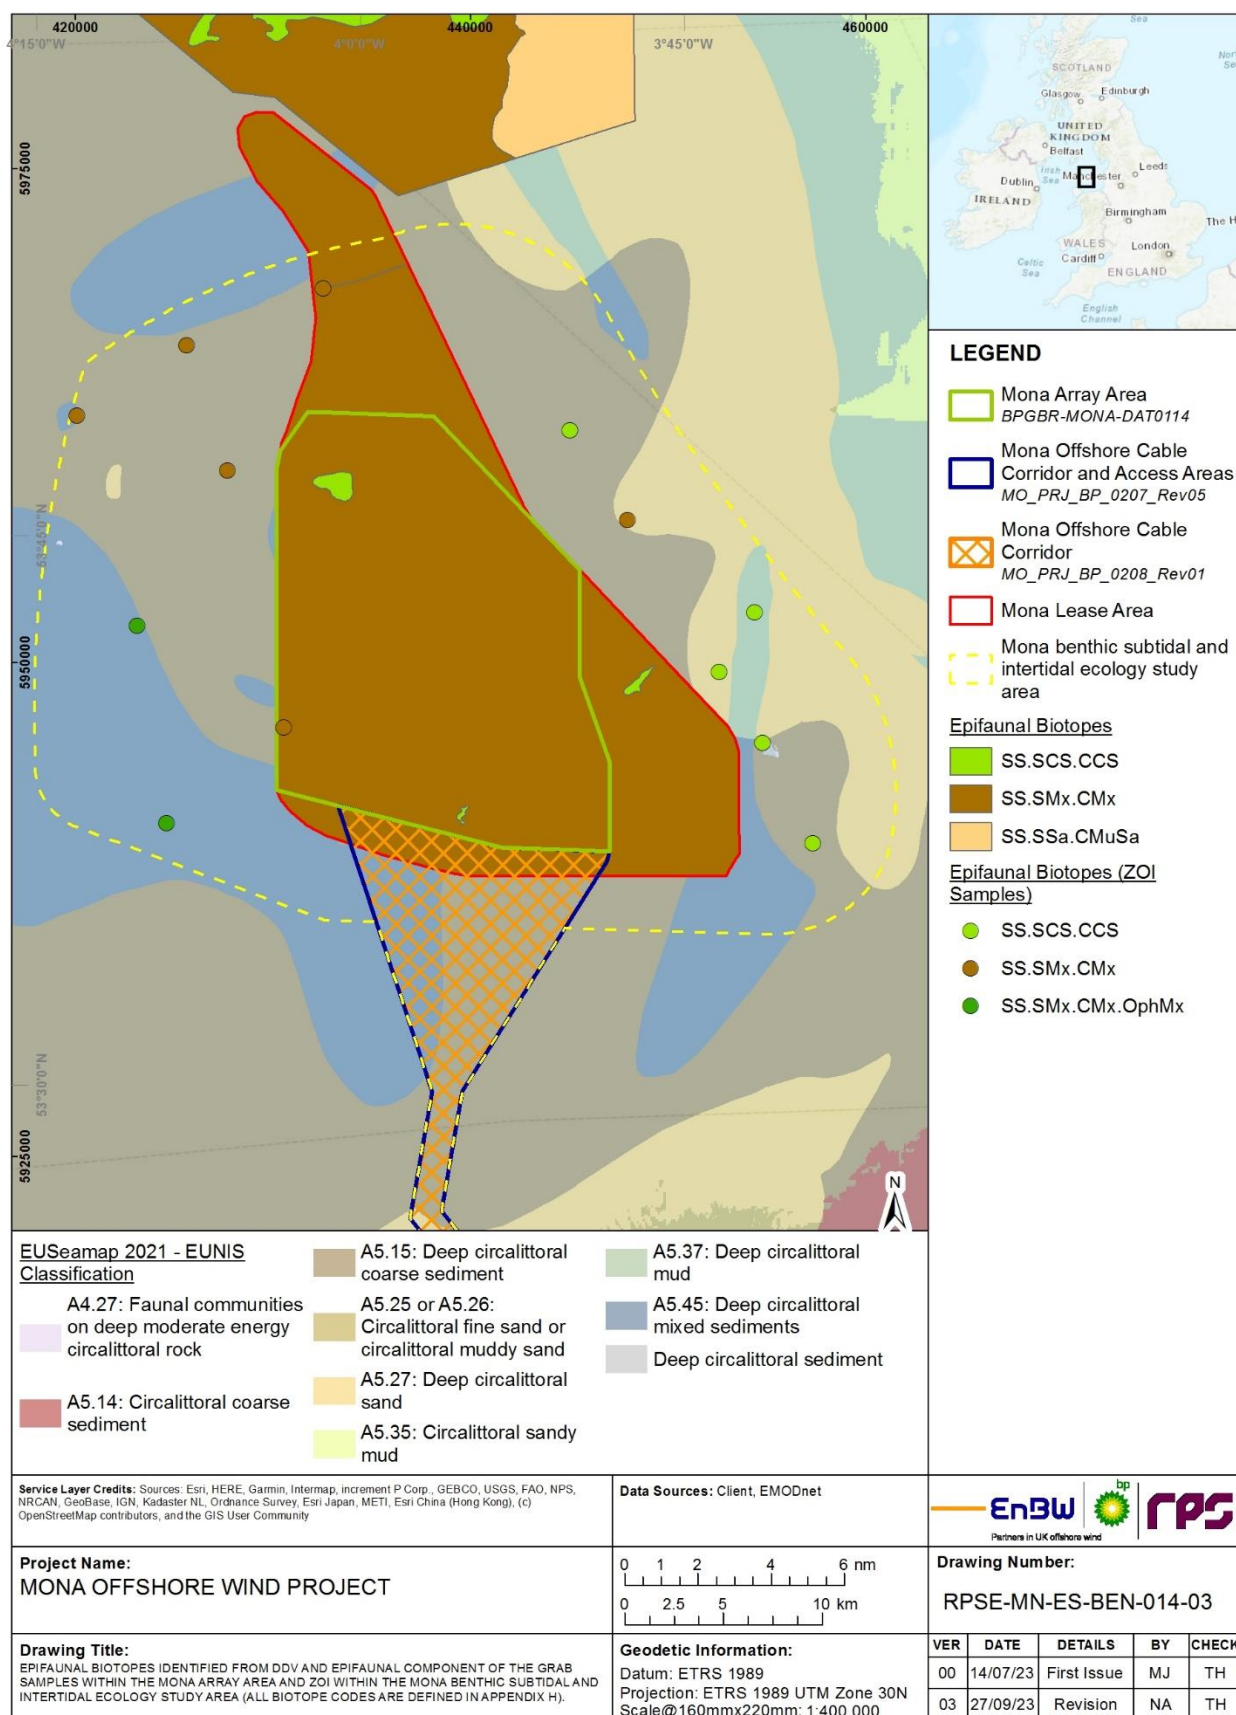 420000
440000
460000
4°15'0"W
4°0'0"W
3°45'0"W
5975000
53°45'0"N
5950000
53°30'0"N
5925000
N
Sea
SCOTLAND
Glasgow
Edinburgh
UNITED
KINGDOM
Belfast
Irish
Sea
Manchester
Leeds
Dublin
IRELAND
Birmingham
The H
WALES
London
Cardiff
Celtic
Sea
ENGLAND
English
Channel
LEGEND
Mona Array Area
BPGBR-MONA-DAT0114
Mona Offshore Cable
Corridor and Access Areas
MO_PRJ_BP_0207_Rev05
Mona Offshore Cable
Corridor
MO_PRJ_BP_0208_Rev01
Mona Lease Area
Mona benthic subtidal and
intertidal ecology study
area
Epifaunal Biotopes
SS.SCS.CCS
SS.SMx.CMx
SS.SSa.CMuSa
Epifaunal Biotopes (ZOI
Samples)
SS.SCS.CCS
SS.SMx.CMx
SS.SMx.CMx.OphMx
EUSeamap 2021 - EUNIS
Classification
A4.27: Faunal communities
on deep moderate energy
circalittoral rock
A5.14: Circalittoral coarse
sediment
A5.15: Deep circalittoral
coarse sediment
A5.25 or A5.26:
Circalittoral fine sand or
circalittoral muddy sand
A5.27: Deep circalittoral
sand
A5.35: Circalittoral sandy
mud
A5.37: Deep circalittoral
mud
A5.45: Deep circalittoral
mixed sediments
Deep circalittoral sediment
Service Layer Credits: Sources: Esri, HERE, Garmin, Intermap, increment P Corp., GEBCO, USGS, FAO, NPS,
NRCAN, GeoBase, IGN, Kadaster NL, Ordnance Survey, Esri Japan, METI, Esri China (Hong Kong), (c)
OpenStreetMap contributors, and the GIS User Community
Data Sources: Client, EMODnet
EnBW
bp
rps
Partners in UK offshore wind
Project Name:
MONA OFFSHORE WIND PROJECT
0 1 2 4 6 nm
0 2.5 5 10 km
Drawing Number:
RPSE-MN-ES-BEN-014-03
Drawing Title:
EPIFAUNAL BIOTOPES IDENTIFIED FROM DDV AND EPIFAUNAL COMPONENT OF THE GRAB
SAMPLES WITHIN THE MONA ARRAY AREA AND ZOI WITHIN THE MONA BENTHIC SUBTIDAL AND
INTERTIDAL ECOLOGY STUDY AREA (ALL BIOTOPE CODES ARE DEFINED IN APPENDIX H).
Geodetic Information:
Datum: ETRS 1989
Projection: ETRS 1989 UTM Zone 30N
Scale@160mmx220mm: 1:400 000
VER DATE DETAILS BY CHECK
00 14/07/23 First Issue MJ TH
03 27/09/23 Revision NA TH